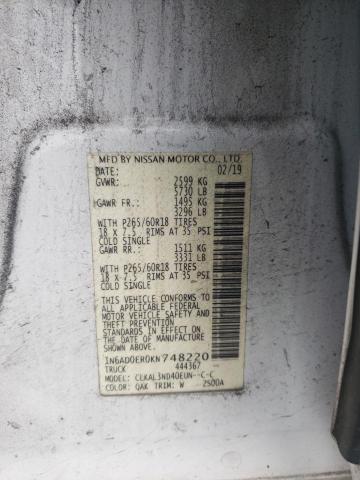 MFD BY NISSAN MOTOR CO., LTD.
DATE: 02/19
GVWR: 2599 KG
5730 LB
GAWR FR: 1495 KG
3296 LB
WITH P265/60R18 TIRES
18 X 7.5 RIMS AT 35 PSI
COLD SINGLE
GAWR RR: 1511 KG
3331 LB
WITH P265/60R18 TIRES
18 X 7.5 RIMS AT 35 PSI
COLD SINGLE
THIS VEHICLE CONFORMS TO
ALL APPLICABLE FEDERAL
MOTOR VEHICLE SAFETY AND
THEFT PREVENTION
STANDARDS IN EFFECT ON
THE DATE OF MANUFACTURE
SHOWN ABOVE.
1N6AD0ER0KN748220
TRUCK 444367
MODEL: CLKAL3ND40EUN--C-C
COLOR: QAK TRIM: W 2500A